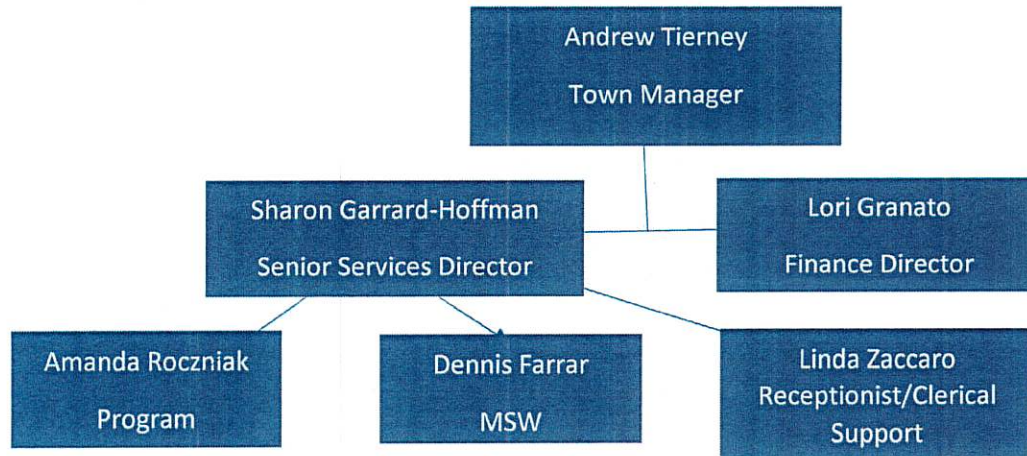 Andrew Tierney
Town Manager
Sharon Garrard-Hoffman
Senior Services Director
Lori Granato
Finance Director
Amanda Roczniak
Program
Dennis Farrar
MSW
Linda Zaccaro
Receptionist/Clerical
Support